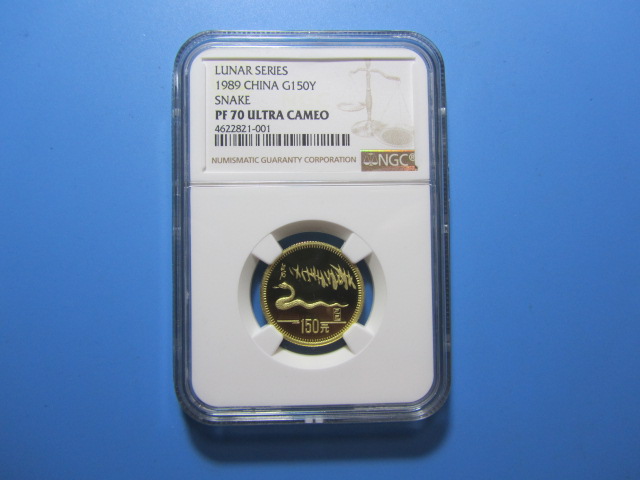 LUNAR SERIES
1989 CHINA G150Y
SNAKE
PF 70 ULTRA CAMEO
4622821-001
NUMISMATIC GUARANTY CORPORATION
NGC®
150元